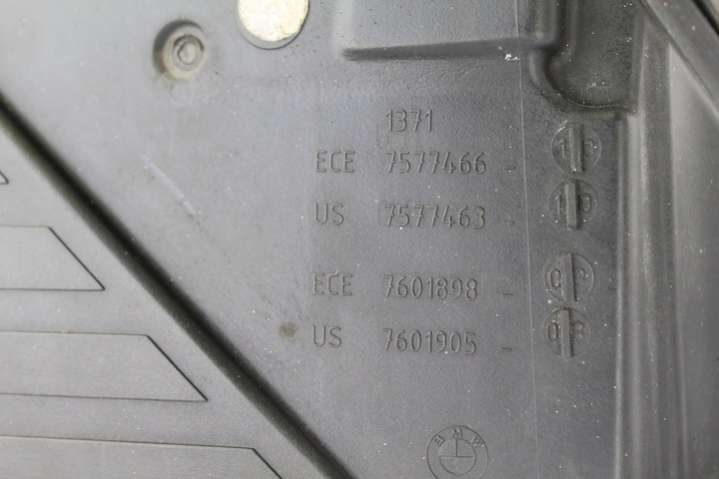 1371
ECE 7577466 -
US 7577463 -
ECE 7601898 -
US 7601905 -
BMW